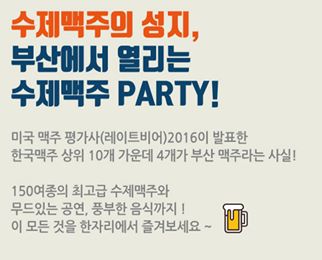 수제맥주의 성지,
부산에서 열리는
수제맥주 PARTY!
미국 맥주 평가사(레이트비어)2016이 발표한
한국맥주 상위 10개 가운데 4개가 부산 맥주라는 사실!
150여종의 최고급 수제맥주와
무드있는 공연, 풍부한 음식까지 !
이 모든 것을 한자리에서 즐겨보세요 ~